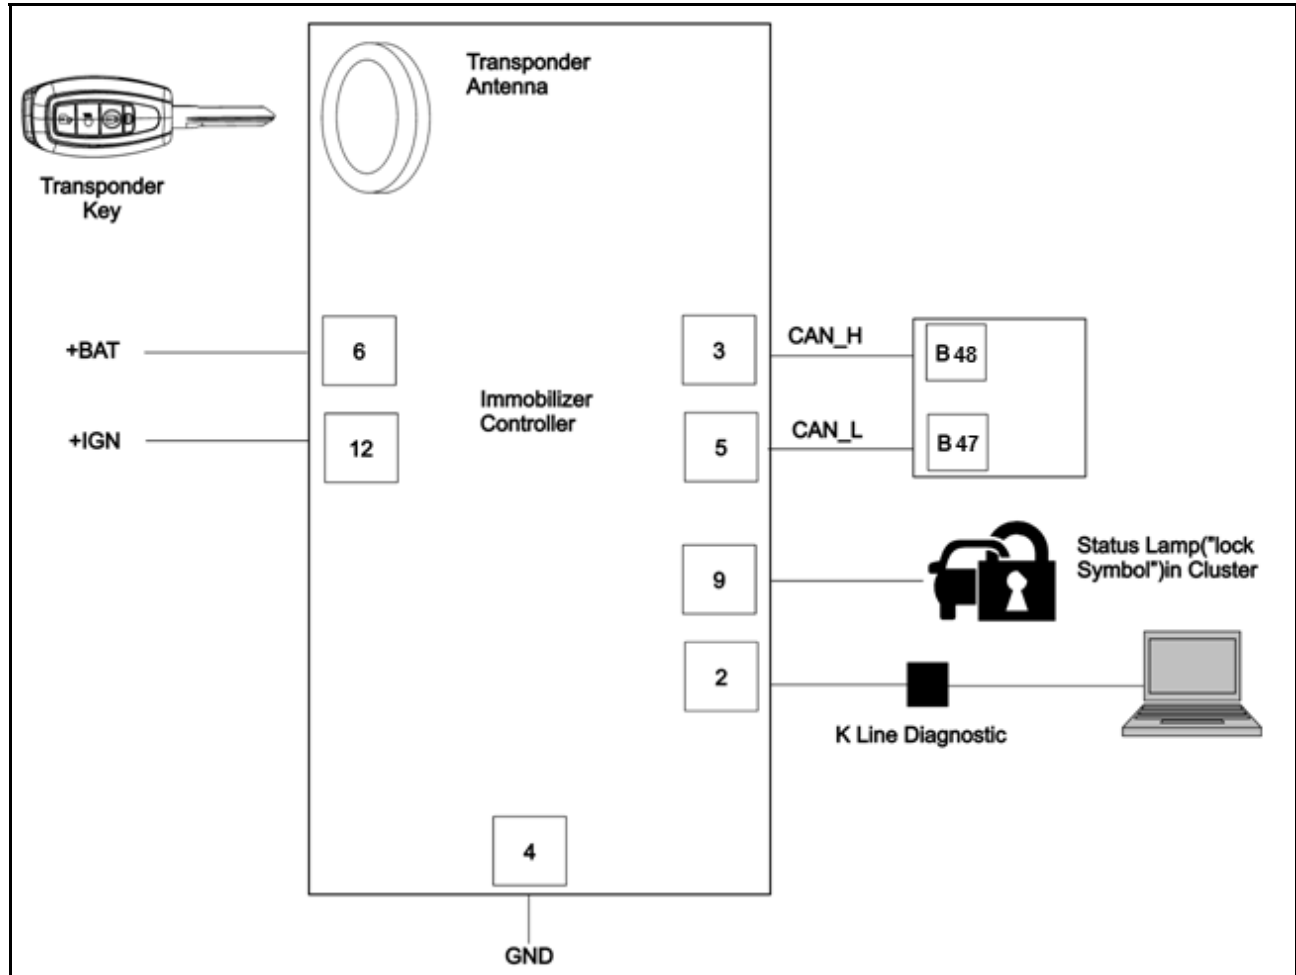 Transponder
Antenna
Transponder
Key
+BAT
6
3
CAN_H
B 48
Immobilizer
Controller
+IGN
12
5
CAN_L
B 47
9
Status Lamp("lock
Symbol")in Cluster
2
K Line Diagnostic
4
GND